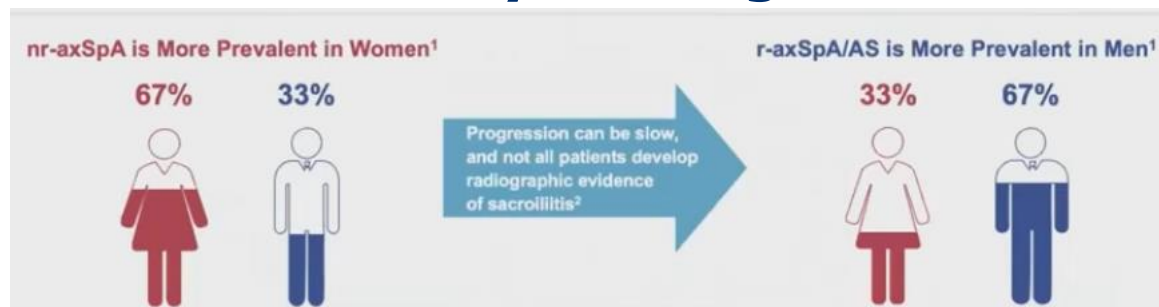 nr-axSpA is More Prevalent in Women¹
67% 33%
Progression can be slow,
and not all patients develop
radiographic evidence
of sacroiliitis²
r-axSpA/AS is More Prevalent in Men¹
33% 67%